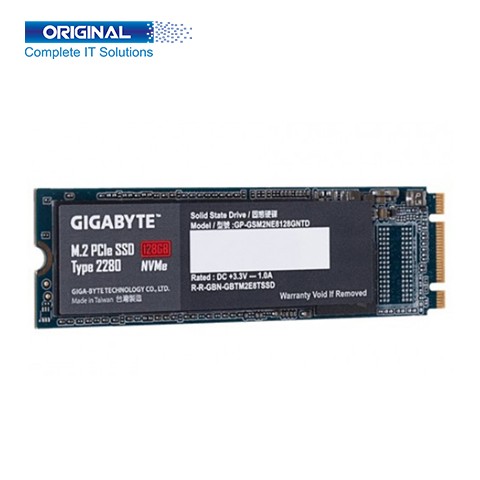 ORIGINAL
Complete IT Solutions
GIGABYTE™
M.2 PCIe SSD 128GB
Type 2280 NVMe
GIGA-BYTE TECHNOLOGY CO., LTD.
Made in Taiwan 台灣製
Solid State Drive / 固態硬碟
Model / 型號: GP-GSM2NE8128GNTD
Rated : DC +3.3V ⎓ 1.0A
R-R-GBN-GBTM2E8TSSD
Warranty Void If Removed